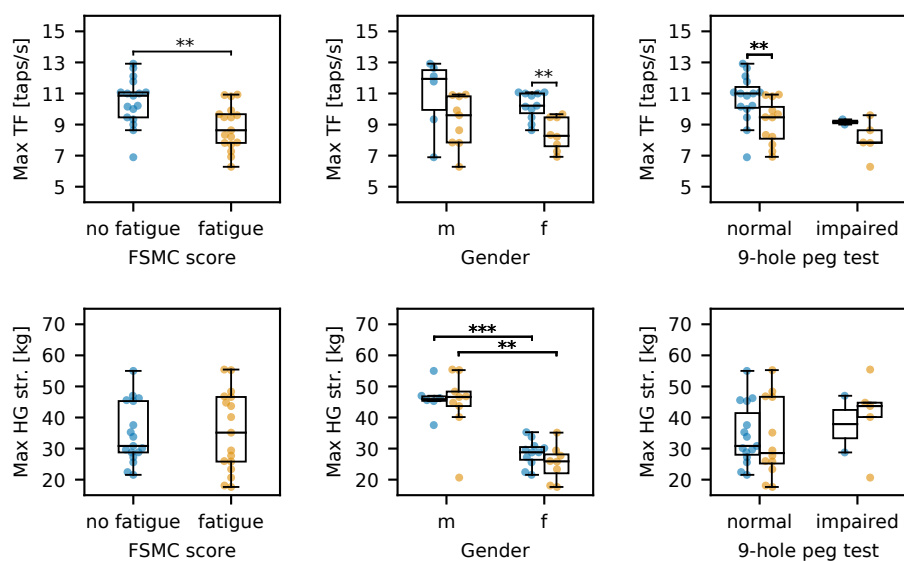 Max TF [taps/s]
15
13
11
9
7
5
**
no fatigue fatigue
FSMC score
Max TF [taps/s]
15
13
11
9
7
5
**
m f
Gender
Max TF [taps/s]
15
13
11
9
7
5
**
normal impaired
9-hole peg test
Max HG str. [kg]
70
60
50
40
30
20
no fatigue fatigue
FSMC score
Max HG str. [kg]
70
60
50
40
30
20
***
**
m f
Gender
Max HG str. [kg]
70
60
50
40
30
20
normal impaired
9-hole peg test